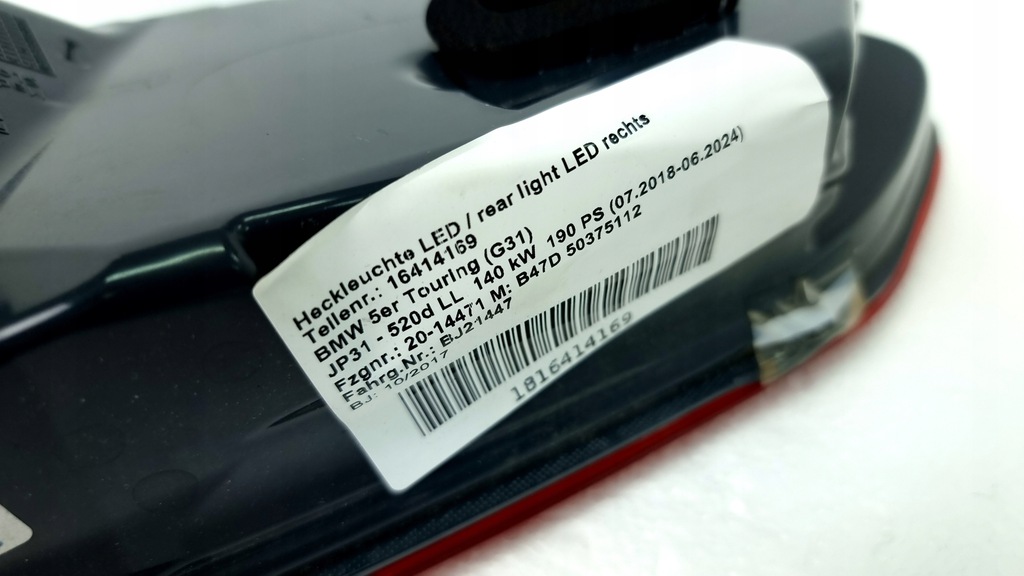 Heckleuchte LED / rear light LED rechts
Teilenr.: 16414169
BMW 5er Touring (G31)
JP31 - 520d LL 140 kW 190 PS (07.2018-06.2024)
Fzgnr.: 20-14471 M: B47D 50375112
Fahrg.Nr.: BJ21447
BJ: 10/2017
1816414169